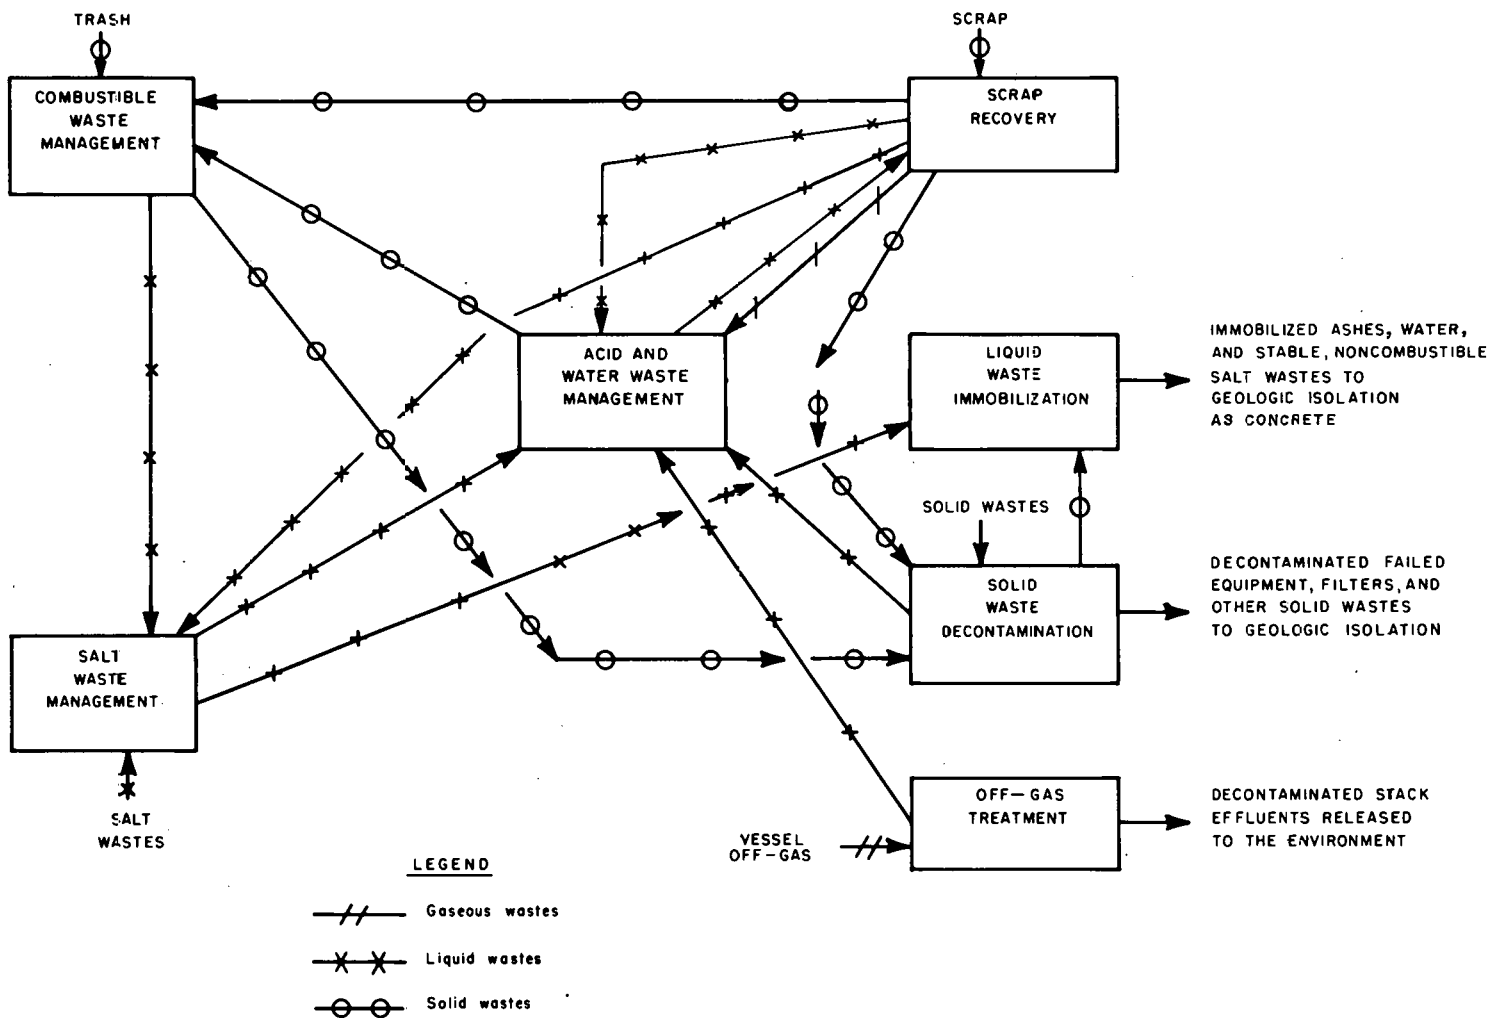 TRASH
SCRAP
COMBUSTIBLE
WASTE
MANAGEMENT
SCRAP
RECOVERY
ACID AND
WATER WASTE
MANAGEMENT
LIQUID
WASTE
IMMOBILIZATION
IMMOBILIZED ASHES, WATER,
AND STABLE, NONCOMBUSTIBLE
SALT WASTES TO
GEOLOGIC ISOLATION
AS CONCRETE
SOLID WASTES
SOLID
WASTE
DECONTAMINATION
DECONTAMINATED FAILED
EQUIPMENT, FILTERS, AND
OTHER SOLID WASTES
TO GEOLOGIC ISOLATION
SALT
WASTE
MANAGEMENT
SALT
WASTES
OFF-GAS
TREATMENT
VESSEL
OFF-GAS
DECONTAMINATED STACK
EFFLUENTS RELEASED
TO THE ENVIRONMENT
LEGEND
Gaseous wastes
Liquid wastes
Solid wastes